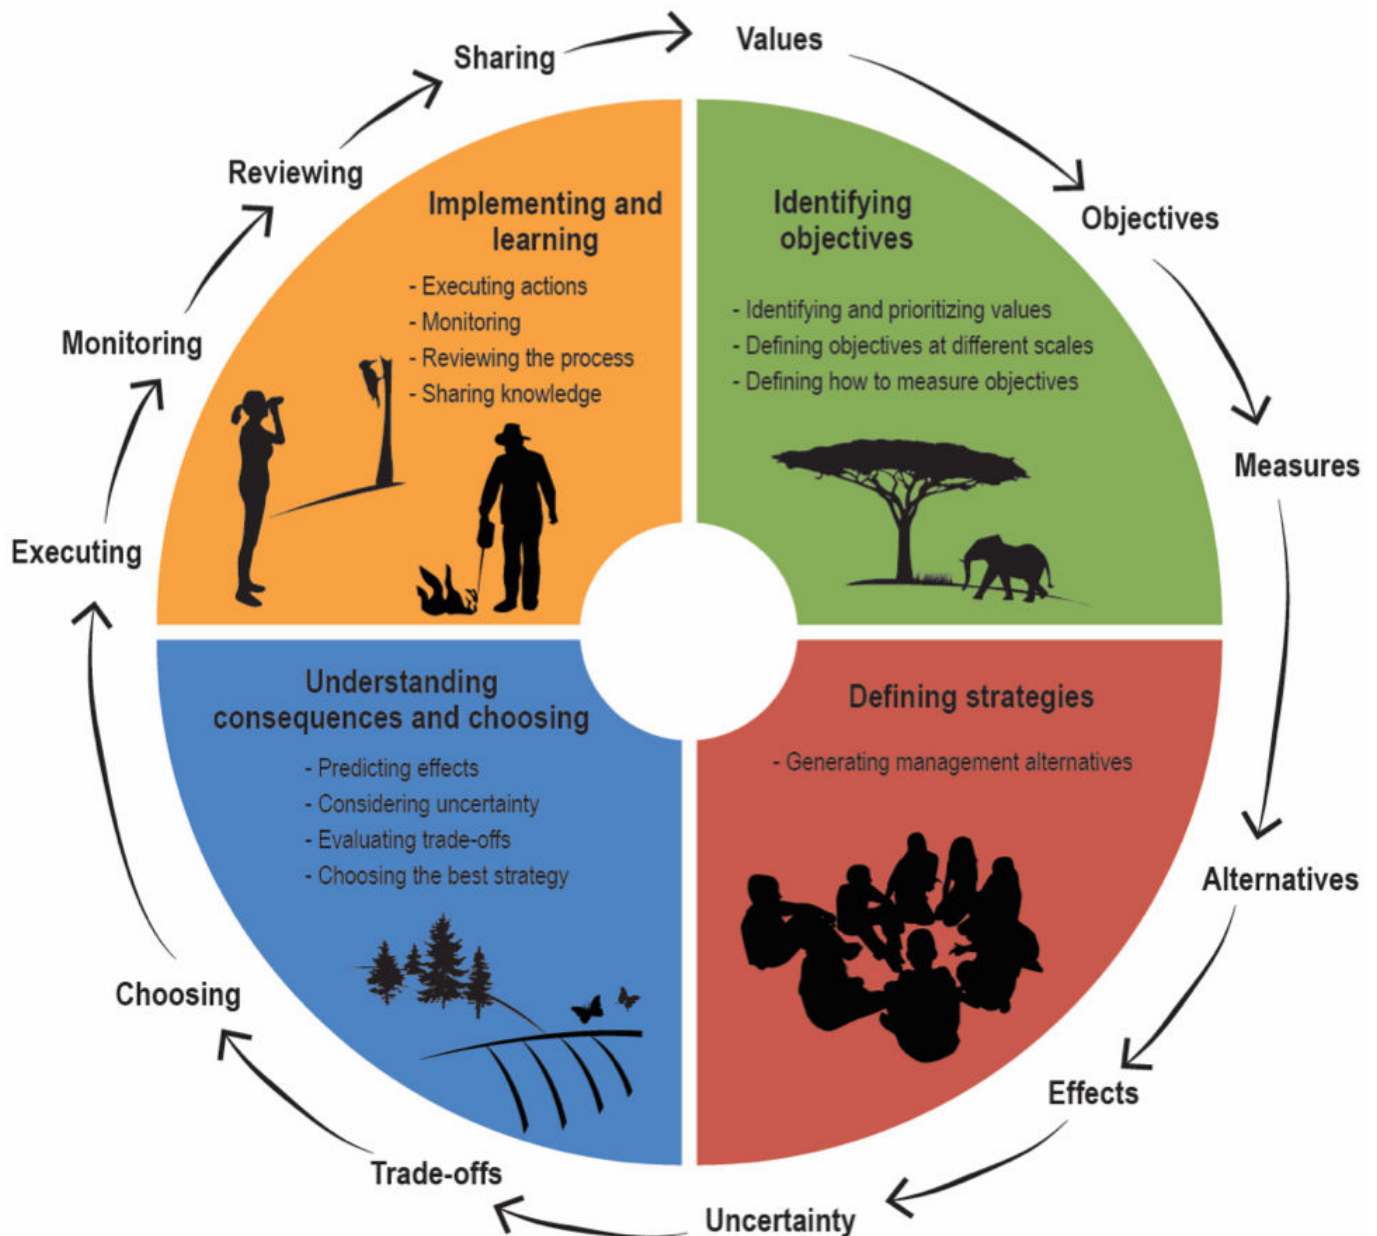 Sharing
Values
Reviewing
Objectives
Monitoring
Measures
Executing
Alternatives
Choosing
Effects
Trade-offs
Uncertainty
Implementing and
learning
- Executing actions
- Monitoring
- Reviewing the process
- Sharing knowledge
Identifying
objectives
- Identifying and prioritizing values
- Defining objectives at different scales
- Defining how to measure objectives
Understanding
consequences and choosing
- Predicting effects
- Considering uncertainty
- Evaluating trade-offs
- Choosing the best strategy
Defining strategies
- Generating management alternatives